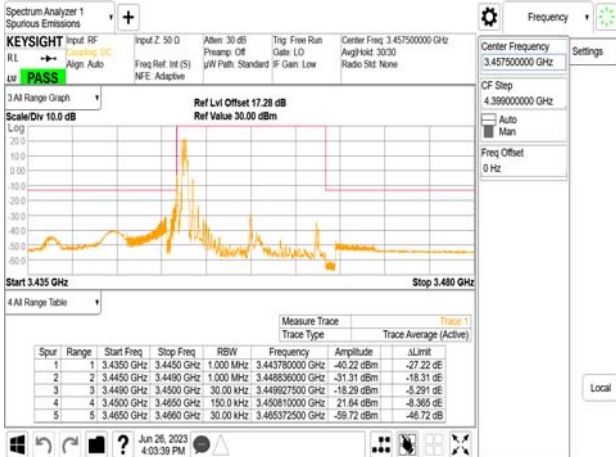 Spectrum Analyzer 1
Spurious Emissions
Frequency
KEYSIGHT
RL
LV PASS
Input: RF
Coupling: DC
Align: Auto
Input Z: 50 Ω
Freq Ref: Int (S)
NFE: Adaptive
Atten: 30 dB
Preamp: Off
µW Path: Standard
Trig: Free Run
Gate: LO
IF Gain: Low
Center Freq: 3.457500000 GHz
Avg|Hold: 30/30
Radio Std: None
Center Frequency
3.457500000 GHz
Settings
CF Step
4.399000000 GHz
Auto
Man
Freq Offset
0 Hz
Local
3 All Range Graph
Scale/Div 10.0 dB
Ref Lvl Offset 17.28 dB
Ref Value 30.00 dBm
Log
20.0
10.0
0.00
-10.0
-20.0
-30.0
-40.0
-50.0
-60.0
Start 3.435 GHz
Stop 3.480 GHz
4 All Range Table
Measure Trace Trace 1
Trace Type Trace Average (Active)
Spur Range Start Freq Stop Freq RBW Frequency Amplitude ΔLimit
1 1 3.4350 GHz 3.4450 GHz 1.000 MHz 3.443780000 GHz -40.22 dBm -27.22 dB
2 2 3.4450 GHz 3.4490 GHz 1.000 MHz 3.448836000 GHz -31.31 dBm -18.31 dB
3 3 3.4490 GHz 3.4500 GHz 30.00 kHz 3.449927500 GHz -18.29 dBm -5.291 dB
4 4 3.4500 GHz 3.4650 GHz 150.0 kHz 3.450810000 GHz 21.64 dBm -8.365 dB
5 5 3.4650 GHz 3.4660 GHz 30.00 kHz 3.465372500 GHz -59.72 dBm -46.72 dB
?
Jun 26, 2023
4:03:39 PM